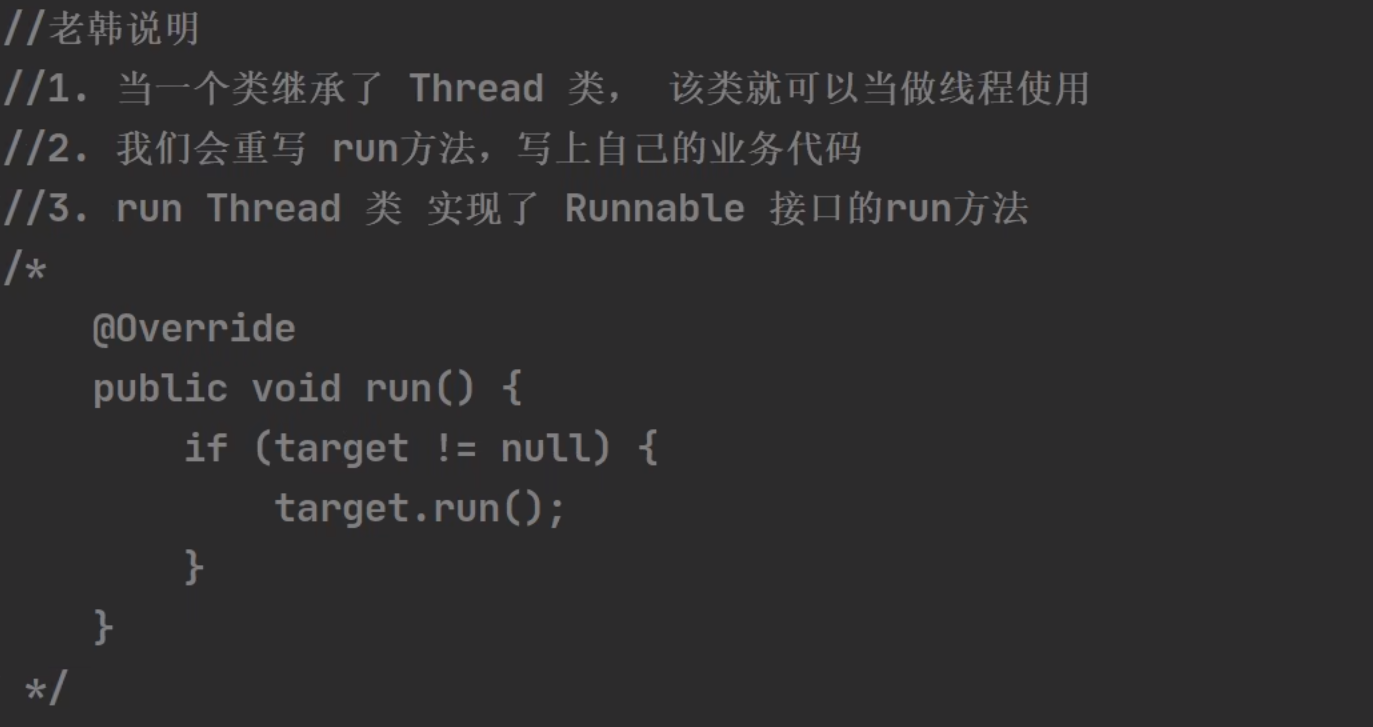 //老韩说明
//1. 当一个类继承了 Thread 类， 该类就可以当做线程使用
//2. 我们会重写 run方法，写上自己的业务代码
//3. run Thread 类 实现了 Runnable 接口的run方法
/*
    @Override
    public void run() {
        if (target != null) {
            target.run();
        }
    }
 */